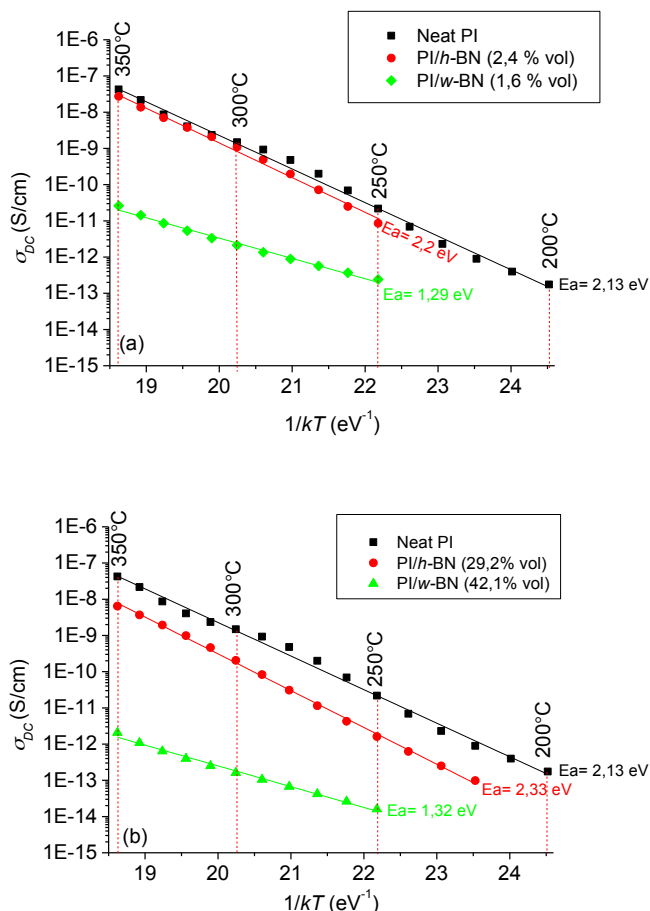 1E-6
1E-7
1E-8
1E-9
1E-10
1E-11
1E-12
1E-13
1E-14
1E-15
σDC (S/cm)
350°C
300°C
250°C
200°C
Neat PI
PI/h-BN (2,4 % vol)
PI/w-BN (1,6 % vol)
Ea= 2,2 eV
Ea= 1,29 eV
Ea= 2,13 eV
(a)
19 20 21 22 23 24
1/kT (eV-1)
1E-6
1E-7
1E-8
1E-9
1E-10
1E-11
1E-12
1E-13
1E-14
1E-15
σDC (S/cm)
350°C
300°C
250°C
200°C
Neat PI
PI/h-BN (29,2% vol)
PI/w-BN (42,1% vol)
Ea= 2,13 eV
Ea= 2,33 eV
Ea= 1,32 eV
(b)
19 20 21 22 23 24
1/kT (eV-1)